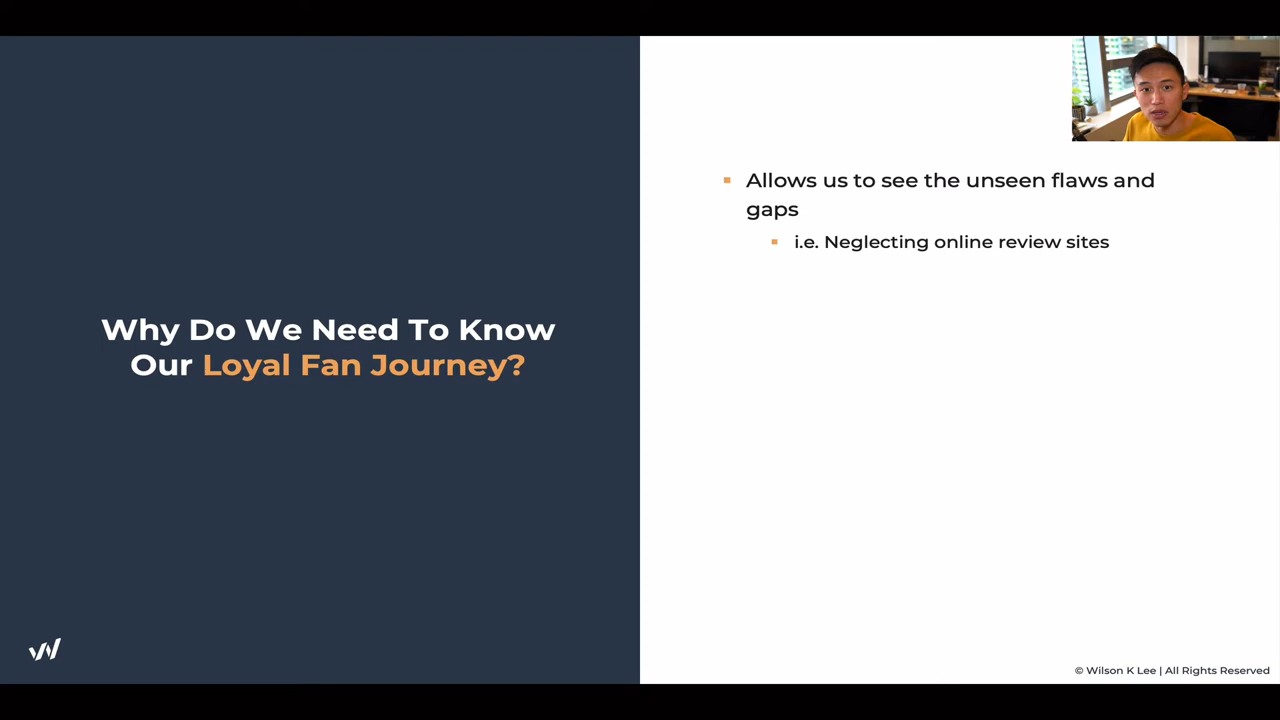 Why Do We Need To Know
Our Loyal Fan Journey?
▪ Allows us to see the unseen flaws and
gaps
▪ i.e. Neglecting online review sites
© Wilson K Lee | All Rights Reserved